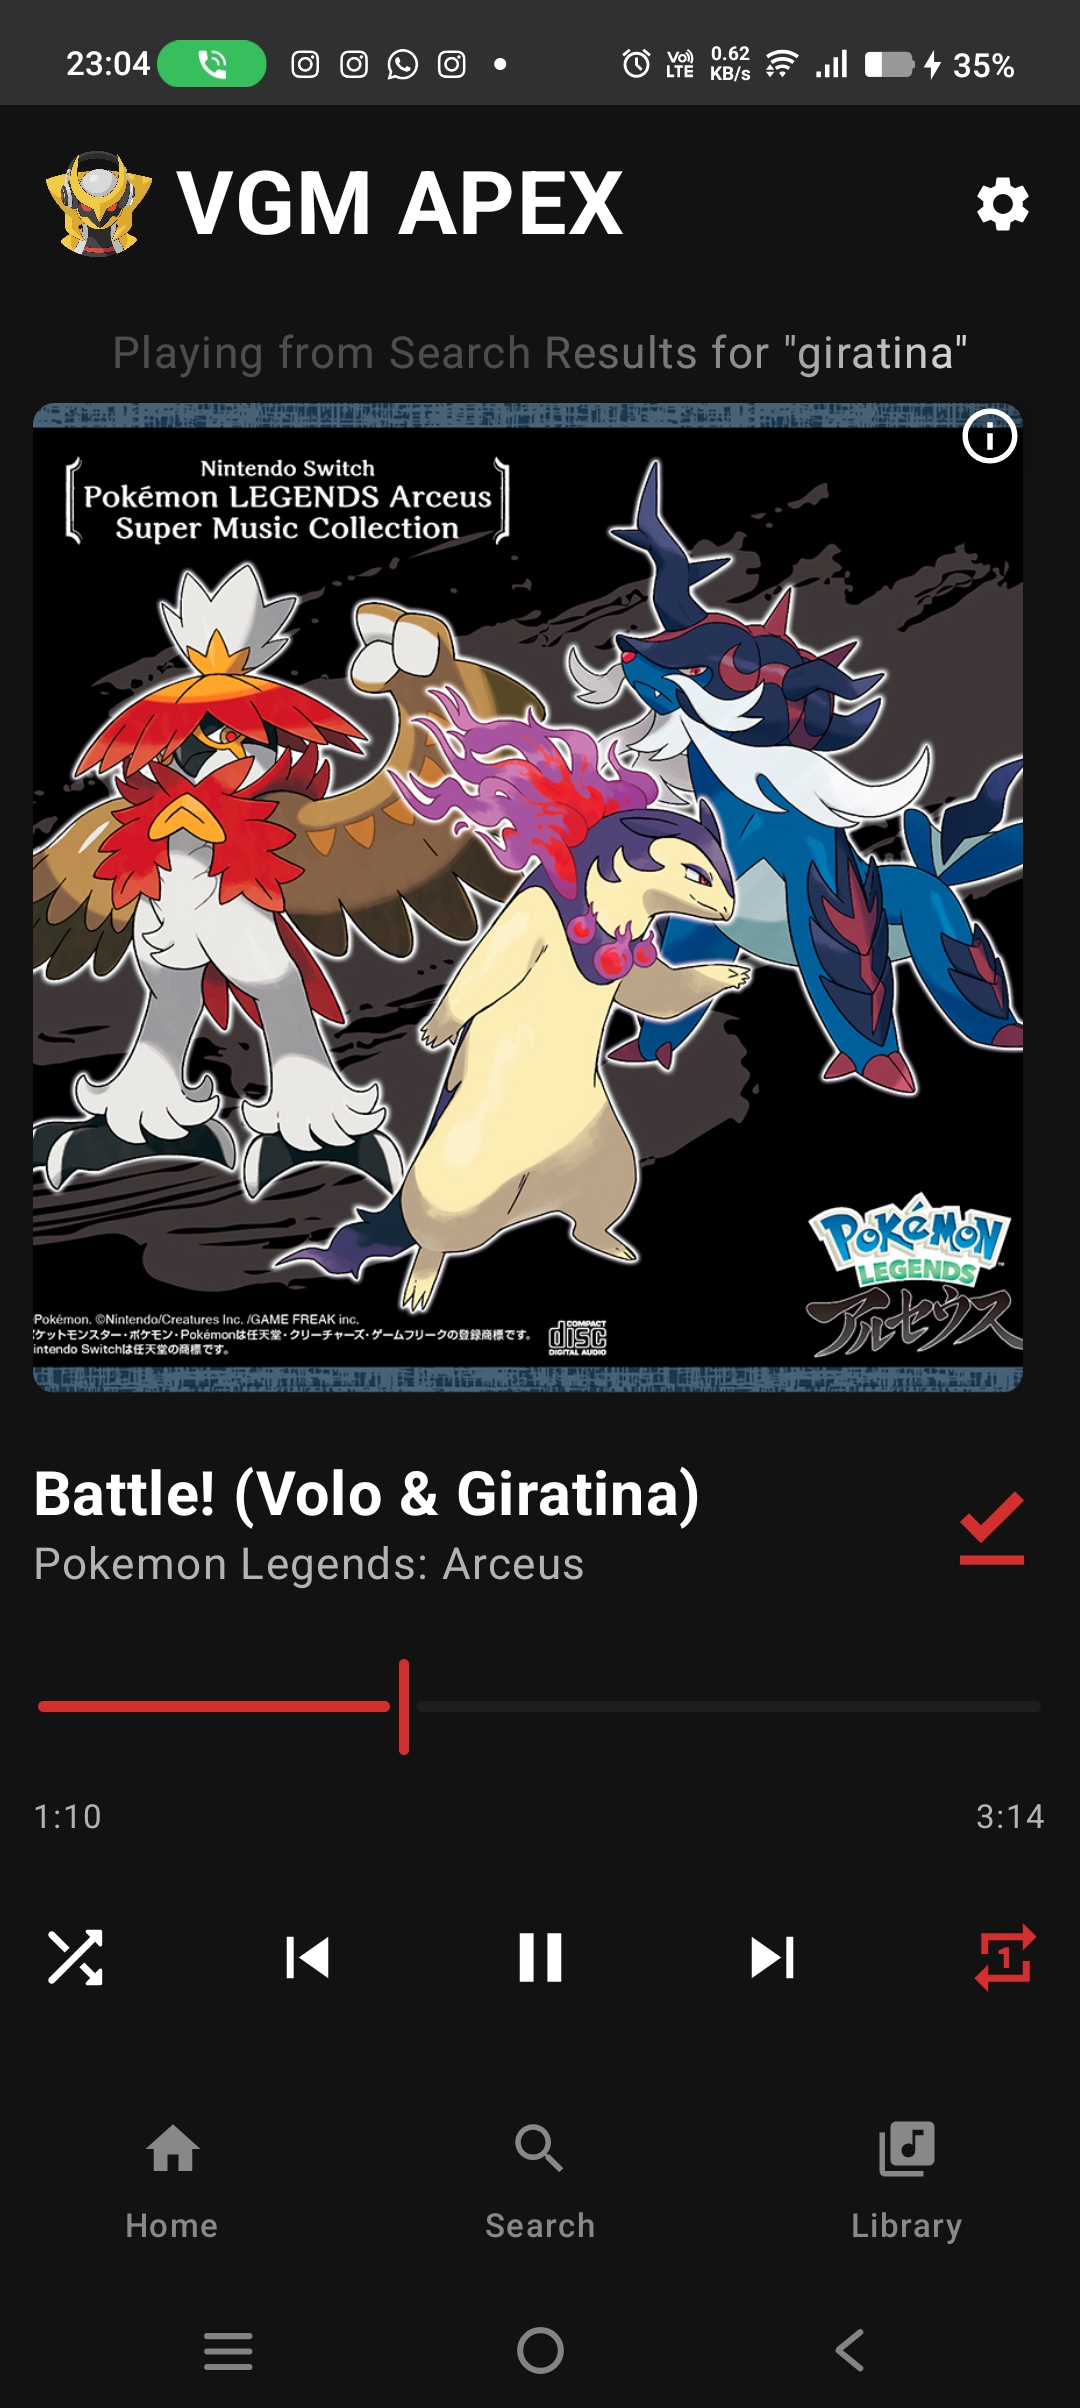 23:04
Vo))
LTE
0.62
KB/s
35%
VGM APEX
Playing from Search Results for "giratina"
Nintendo Switch
Pokémon LEGENDS Arceus
Super Music Collection
POKéMON
LEGENDS
アルセウス
Pokémon. ©Nintendo/Creatures Inc. /GAME FREAK inc.
ケットモンスター・ポケモン・Pokémonは任天堂・クリーチャーズ・ゲームフリークの登録商標です。
intendo Switchは任天堂の商標です。
COMPACT
disc
DIGITAL AUDIO
Battle! (Volo & Giratina)
Pokemon Legends: Arceus
1:10
3:14
1
Home
Search
Library